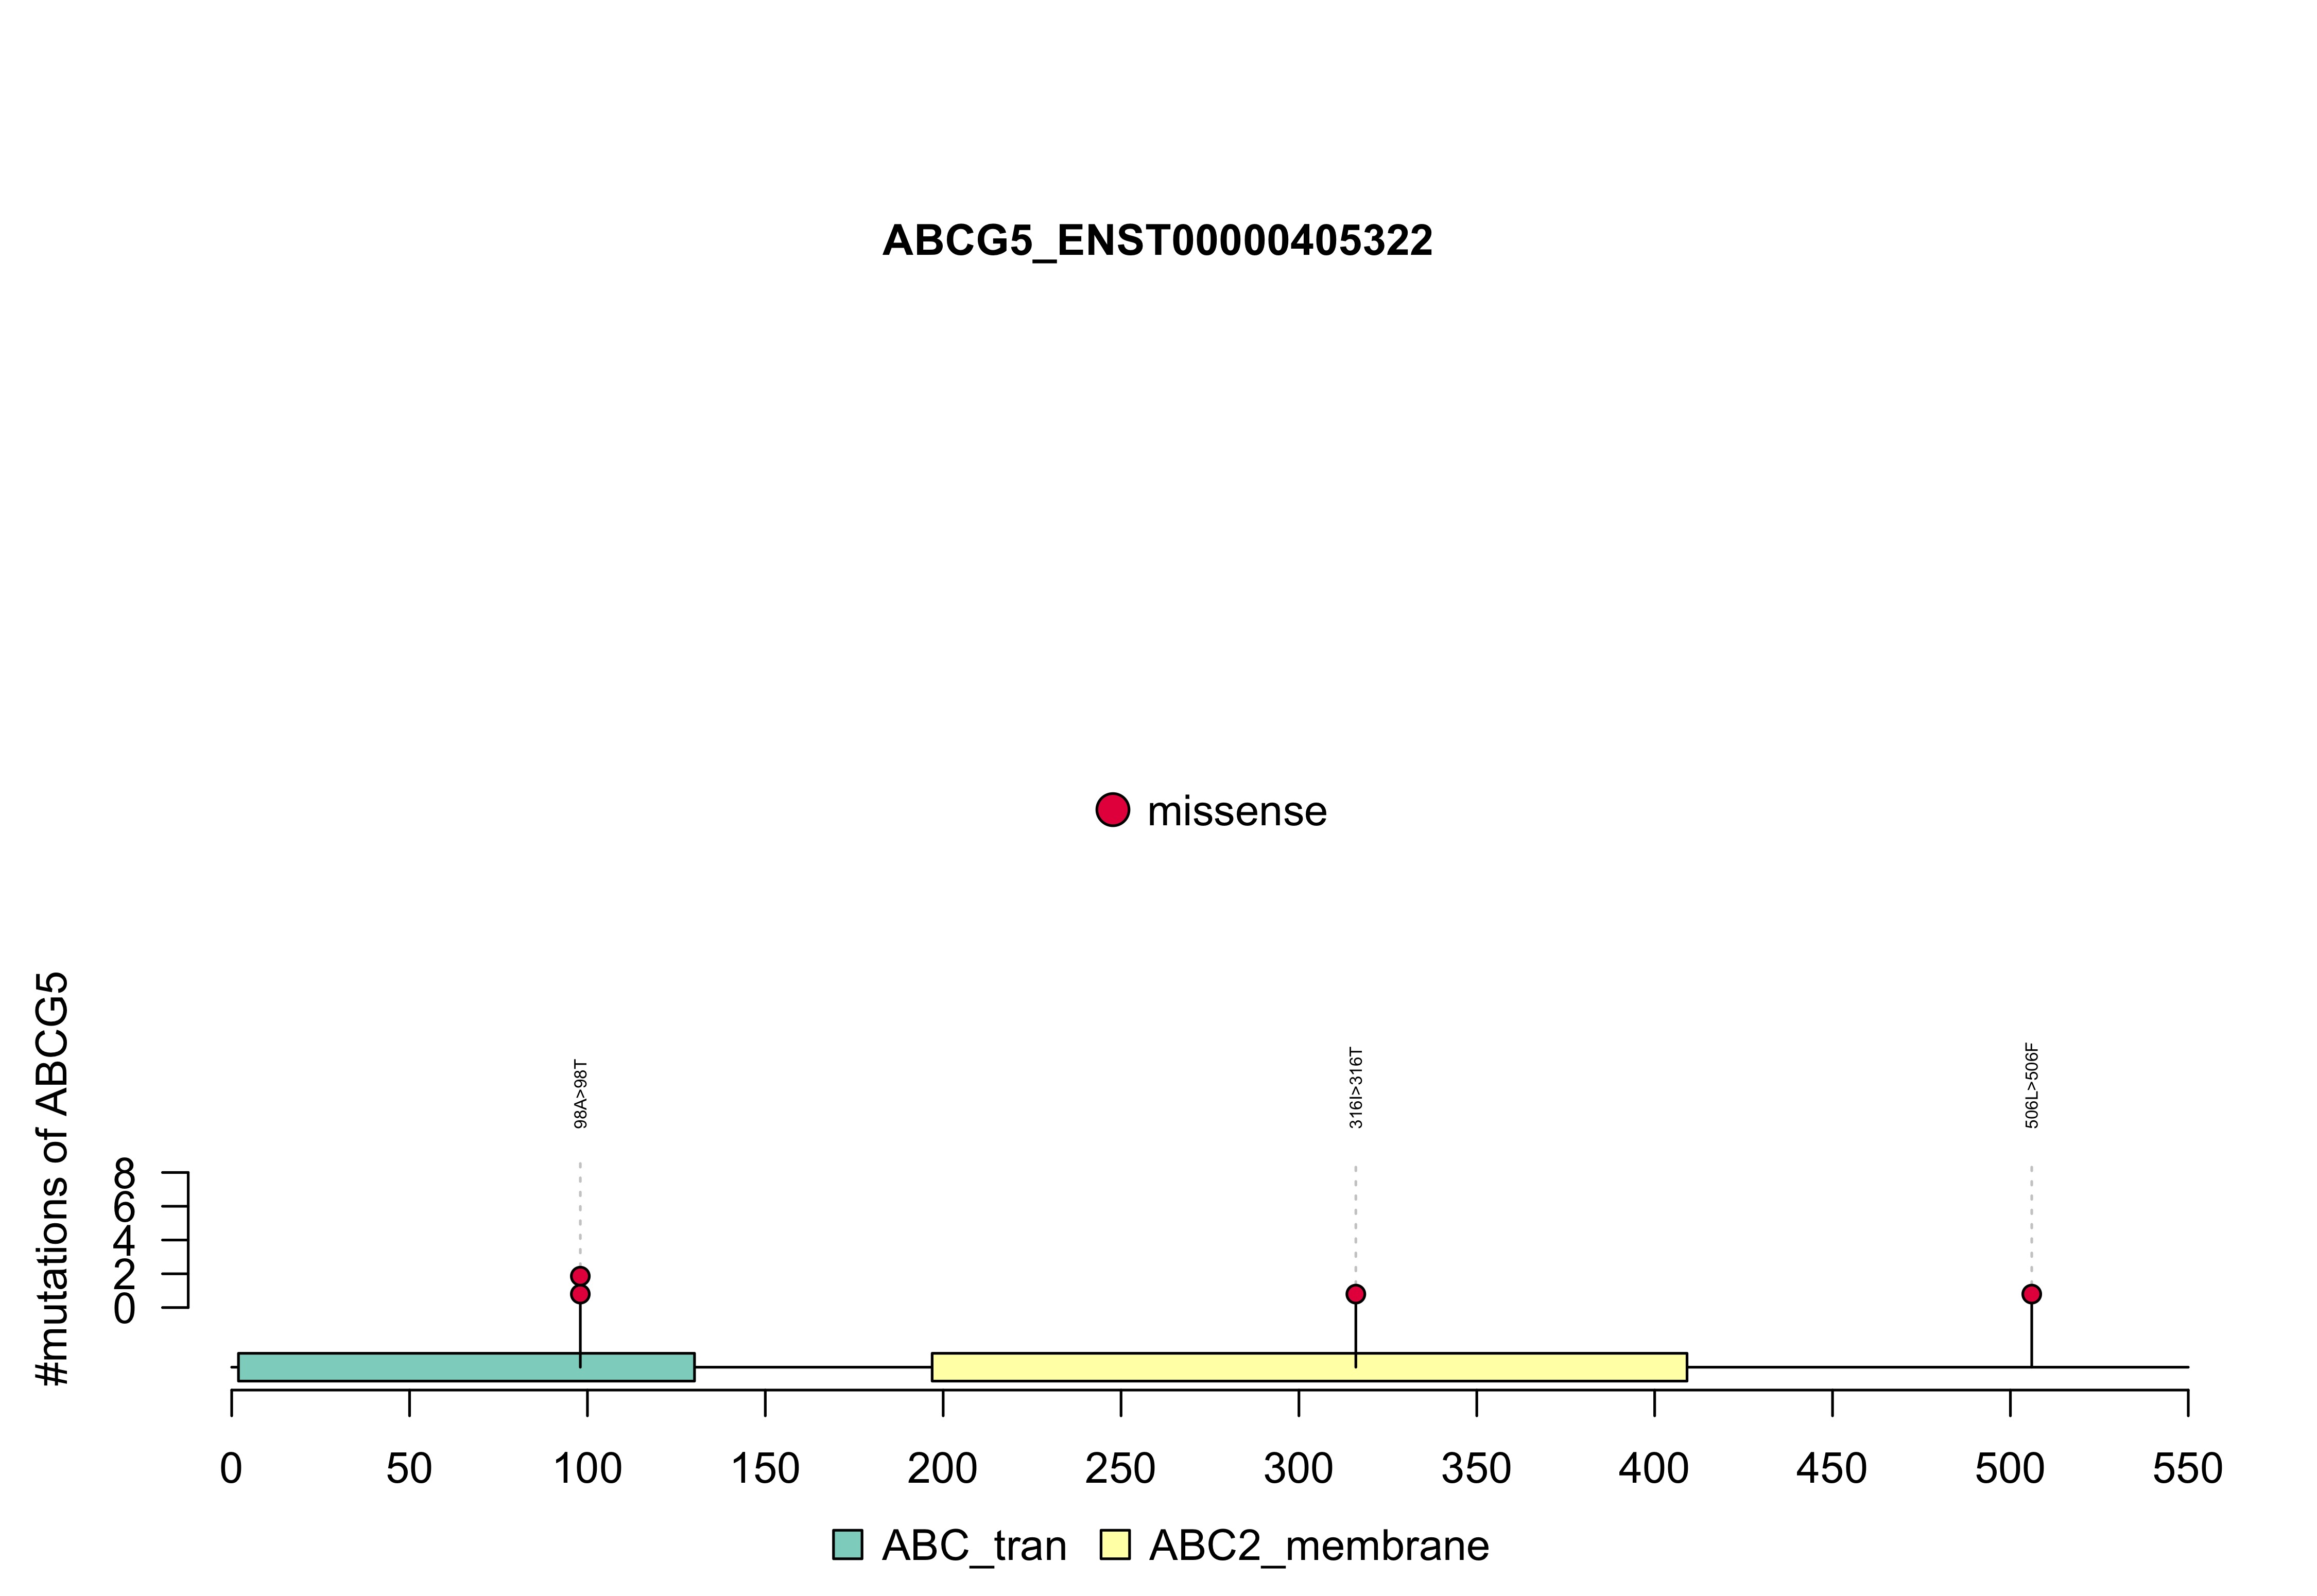 ABCG5_ENST00000405322
missense
#mutations of ABCG5
98A>98T
316I>316T
506L>506F
8
6
4
2
0
0 50 100 150 200 250 300 350 400 450 500 550
ABC_tran ABC2_membrane